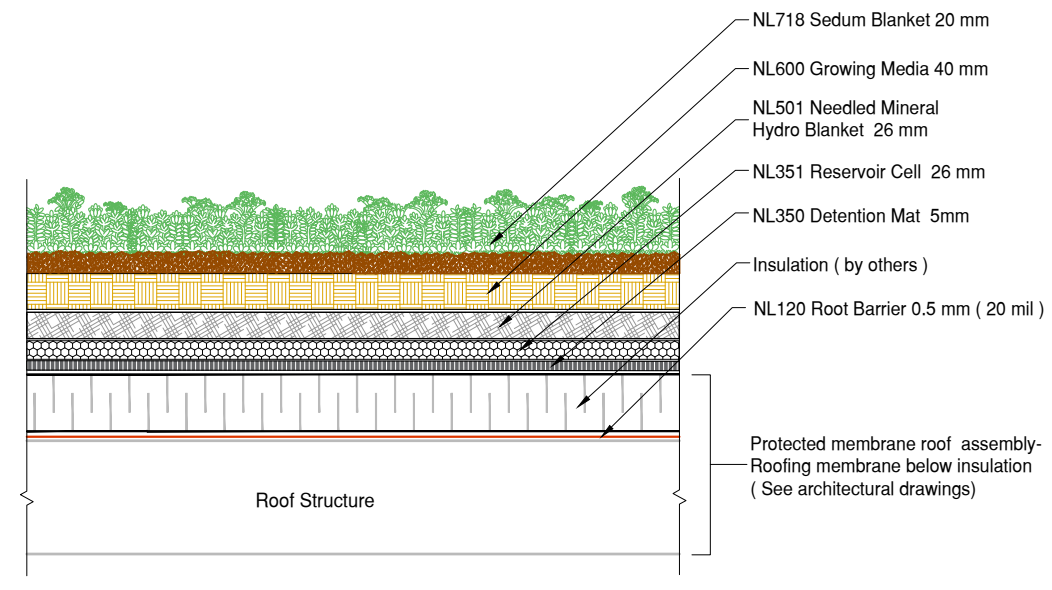 NL718 Sedum Blanket 20 mm
NL600 Growing Media 40 mm
NL501 Needled Mineral
Hydro Blanket  26 mm
NL351 Reservoir Cell  26 mm
NL350 Detention Mat  5mm
Insulation ( by others )
NL120 Root Barrier 0.5 mm ( 20 mil )
Protected membrane roof  assembly-
Roofing membrane below insulation
( See architectural drawings)
Roof Structure